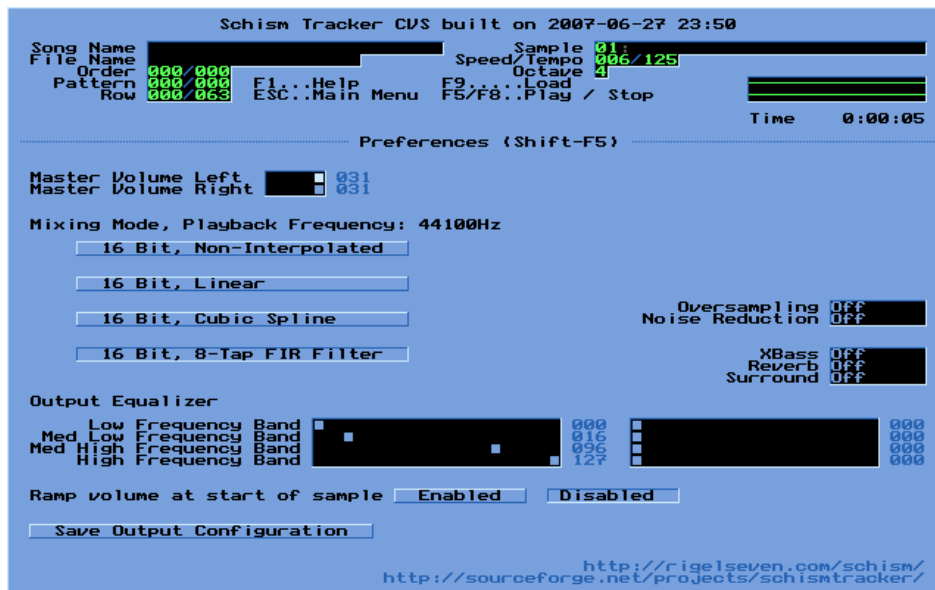 Schism Tracker CVS built on 2007-06-27 23:50
Song Name Sample 01:
File Name Speed/Tempo 006/125
Order 000/000 Octave 4
Pattern 000/000 F1...Help F9.....Load
Row 000/063 ESC..Main Menu F5/F8..Play / Stop
Time 0:00:05
Preferences (Shift-F5)
Master Volume Left 031
Master Volume Right 031
Mixing Mode, Playback Frequency: 44100Hz
16 Bit, Non-Interpolated
16 Bit, Linear
Oversampling Off
16 Bit, Cubic Spline Noise Reduction Off
16 Bit, 8-Tap FIR Filter XBass Off
Reverb Off
Surround Off
Output Equalizer
Low Frequency Band 000 000
Med Low Frequency Band 016 000
Med High Frequency Band 096 000
High Frequency Band 127 000
Ramp volume at start of sample Enabled Disabled
Save Output Configuration
http://rigelseven.com/schism/
http://sourceforge.net/projects/schismtracker/